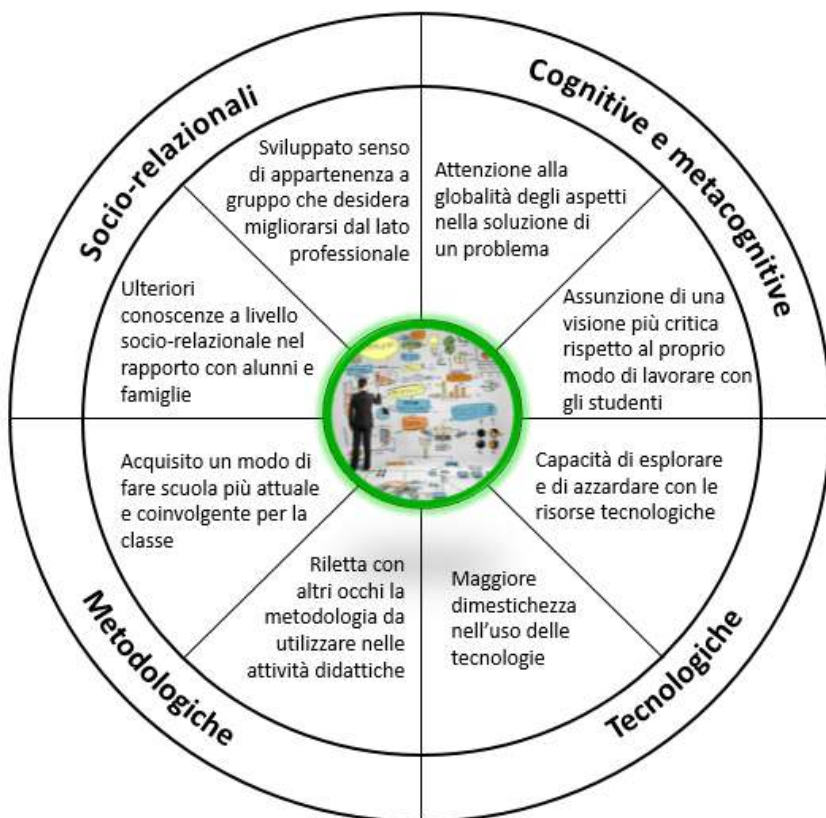 Socio-relazionali
Sviluppato senso
di appartenenza a
gruppo che desidera
migliorarsi dal lato
professionale
Ulteriori
conoscenze a livello
socio-relazionale nel
rapporto con alunni e
famiglie
Cognitive e metacognitive
Attenzione alla
globalità degli aspetti
nella soluzione di
un problema
Assunzione di una
visione più critica
rispetto al proprio
modo di lavorare con
gli studenti
Metodologiche
Acquisito un modo di
fare scuola più attuale
e coinvolgente per la
classe
Riletta con
altri occhi la
metodologia da
utilizzare nelle
attività didattiche
Tecnologiche
Capacità di esplorare
e di azzardare con le
risorse tecnologiche
Maggiore
dimestichezza
nell'uso delle
tecnologie